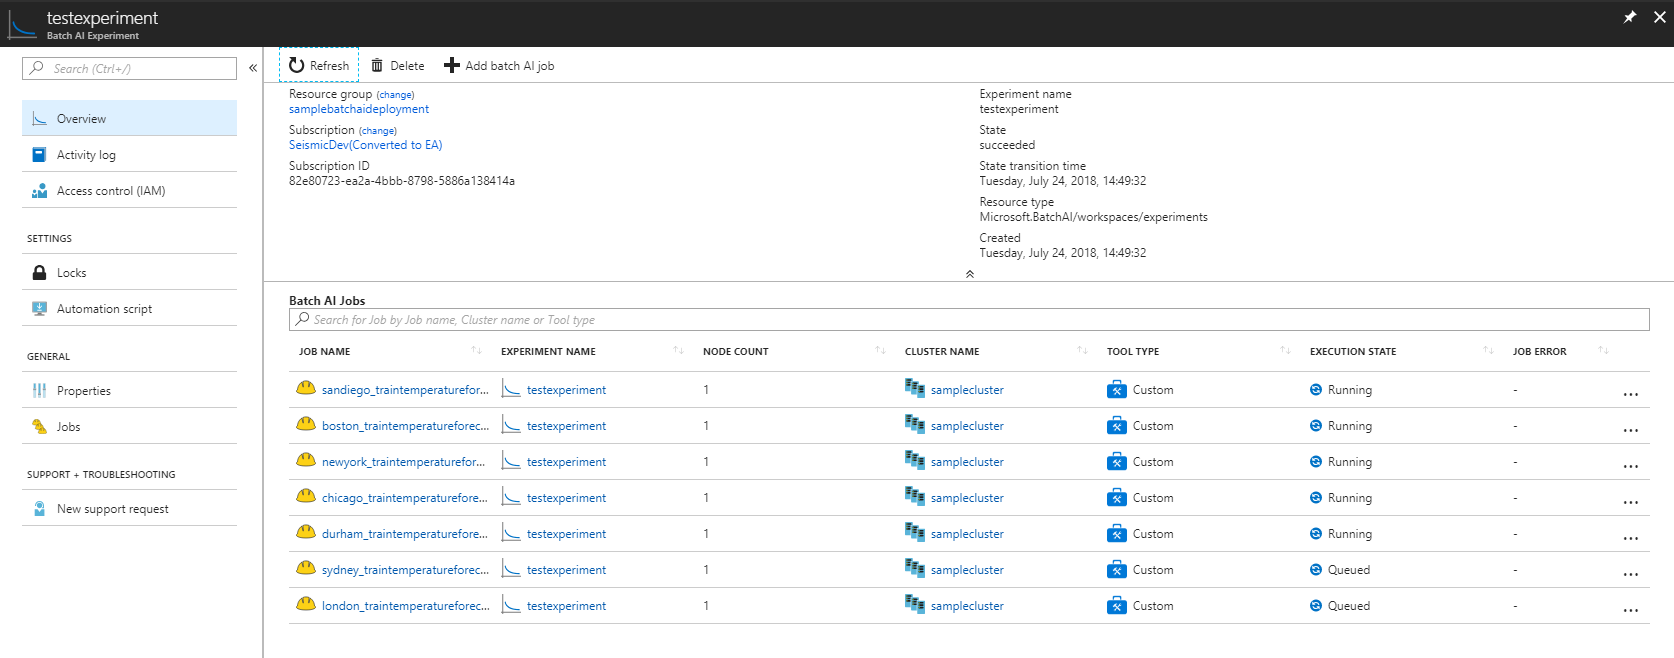 testexperiment
Batch AI Experiment
Search (Ctrl+/)
Overview
Activity log
Access control (IAM)
SETTINGS
Locks
Automation script
GENERAL
Properties
Jobs
SUPPORT + TROUBLESHOOTING
New support request
Refresh Delete Add batch AI job
Resource group (change)
samplebatchaideployment
Subscription (change)
SeismicDev(Converted to EA)
Subscription ID
82e80723-ea2a-4bbb-8798-5886a138414a
Experiment name
testexperiment
State
succeeded
State transition time
Tuesday, July 24, 2018, 14:49:32
Resource type
Microsoft.BatchAI/workspaces/experiments
Created
Tuesday, July 24, 2018, 14:49:32
Batch AI Jobs
Search for Job by Job name, Cluster name or Tool type
JOB NAME EXPERIMENT NAME NODE COUNT CLUSTER NAME TOOL TYPE EXECUTION STATE JOB ERROR
sandiego_traintemperaturefor... testexperiment 1 samplecluster Custom Running - ...
boston_traintemperatureforec... testexperiment 1 samplecluster Custom Running - ...
newyork_traintemperaturefor... testexperiment 1 samplecluster Custom Running - ...
chicago_traintemperaturefore... testexperiment 1 samplecluster Custom Running - ...
durham_traintemperaturefore... testexperiment 1 samplecluster Custom Running - ...
sydney_traintemperatureforec... testexperiment 1 samplecluster Custom Queued - ...
london_traintemperatureforec... testexperiment 1 samplecluster Custom Queued - ...